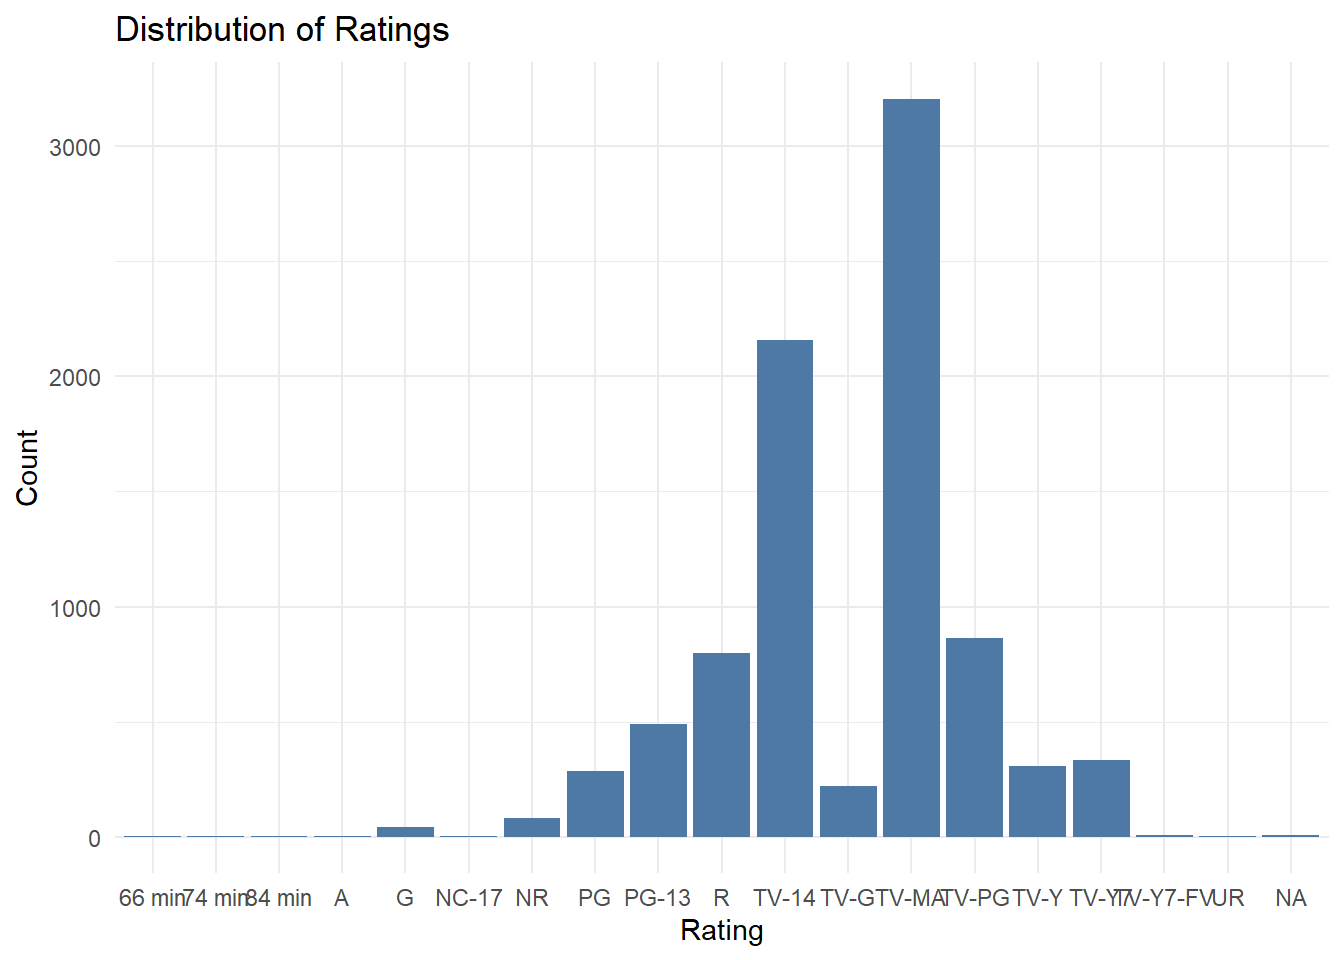 Distribution of Ratings
3000
2000
1000
0
Count
66 min 74 min 84 min A G NC-17 NR PG PG-13 R TV-14 TV-G TV-MA TV-PG TV-Y TV-Y7 TV-Y7-FV UR NA
Rating